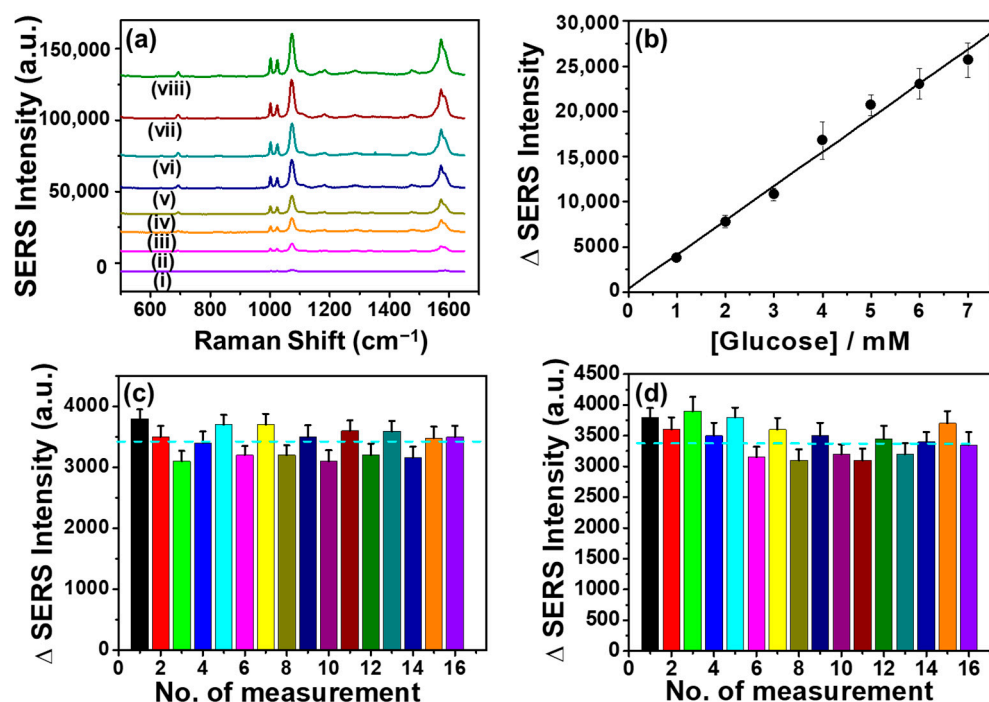 (a)
SERS Intensity (a.u.)
150,000
100,000
50,000
0
(viii)
(vii)
(vi)
(v)
(iv)
(iii)
(ii)
(i)
600 800 1000 1200 1400 1600
Raman Shift (cm⁻¹)
(b)
Δ SERS Intensity
30,000
25,000
20,000
15,000
10,000
5000
0
0 1 2 3 4 5 6 7
[Glucose] / mM
(c)
Δ SERS Intensity (a.u.)
4000
3000
2000
1000
0
0 2 4 6 8 10 12 14 16
No. of measurement
(d)
Δ SERS Intensity (a.u.)
4500
4000
3500
3000
2500
2000
1500
1000
500
0
0 2 4 6 8 10 12 14 16
No. of measurement